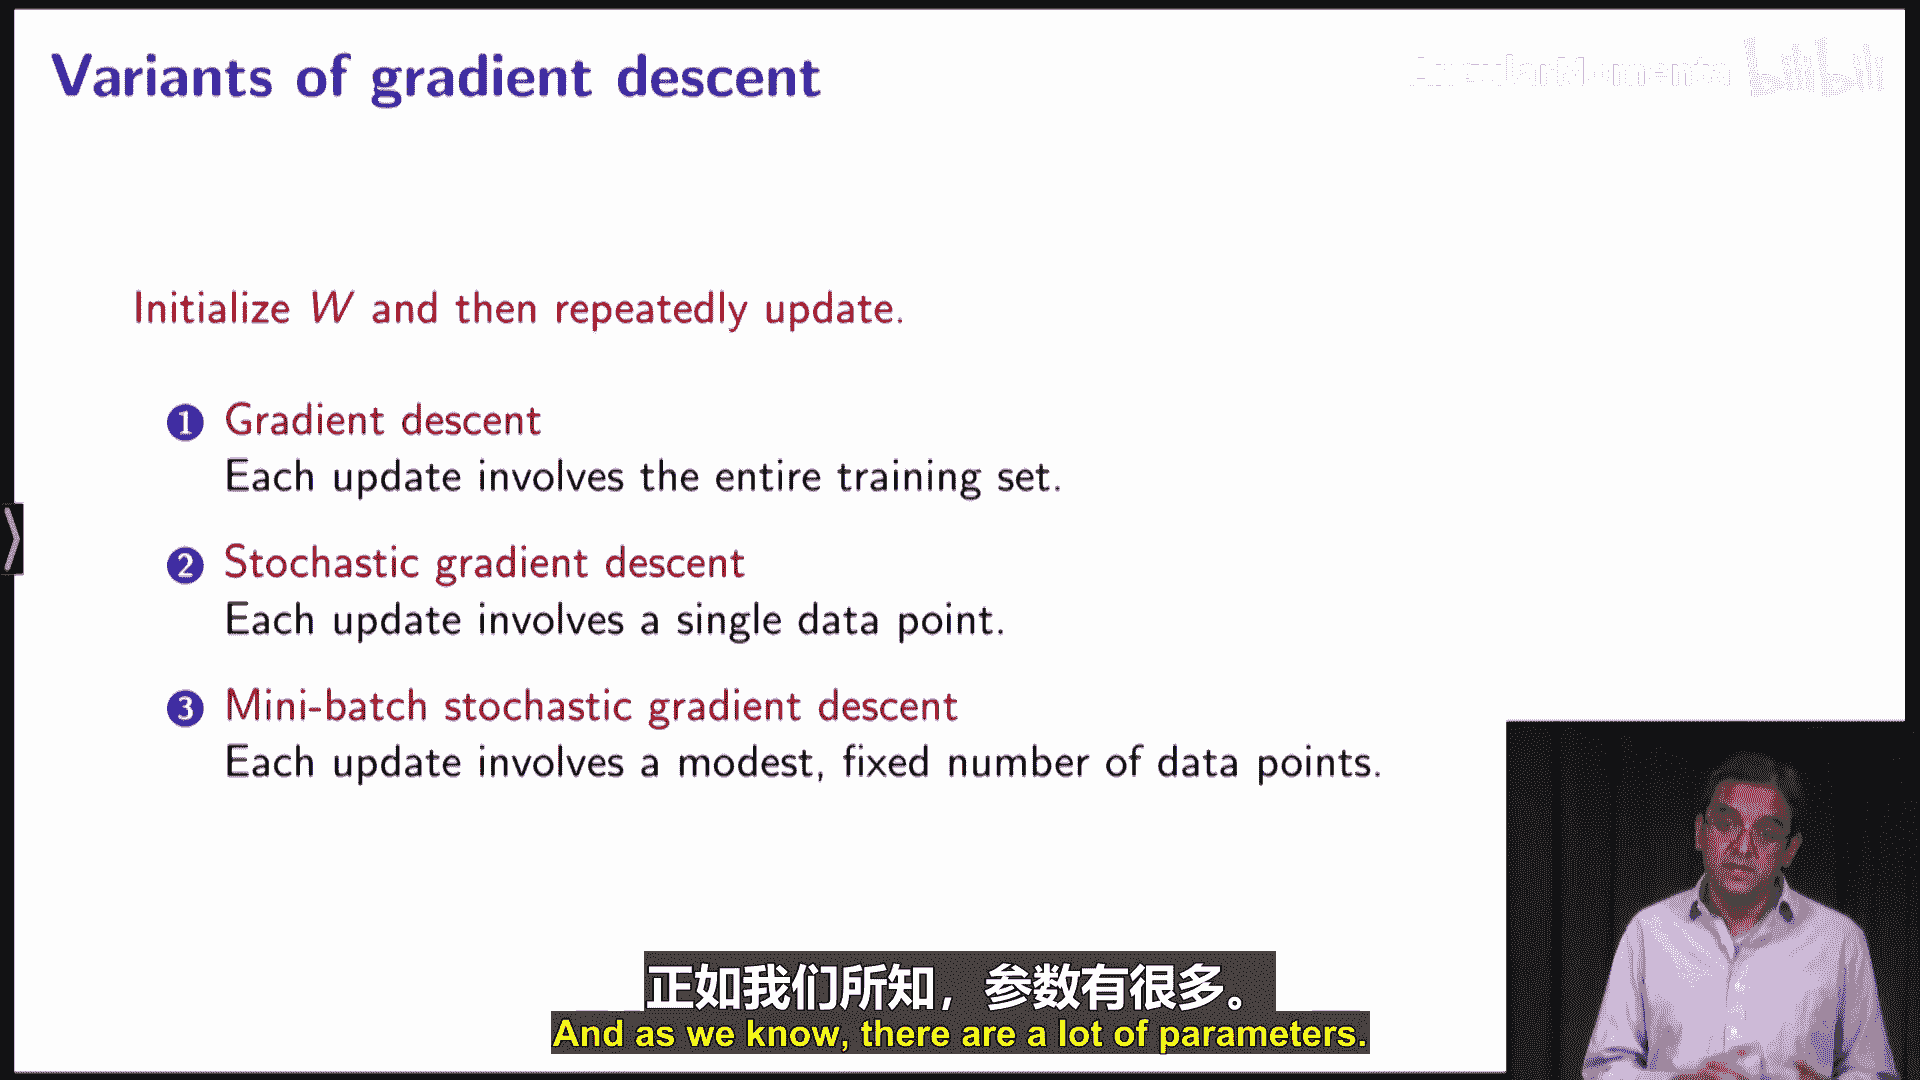 Variants of gradient descent
bilibili
Initialize W and then repeatedly update.
1 Gradient descent
Each update involves the entire training set.
2 Stochastic gradient descent
Each update involves a single data point.
3 Mini-batch stochastic gradient descent
Each update involves a modest, fixed number of data points.
正如我们所知，参数有很多。
And as we know, there are a lot of parameters.